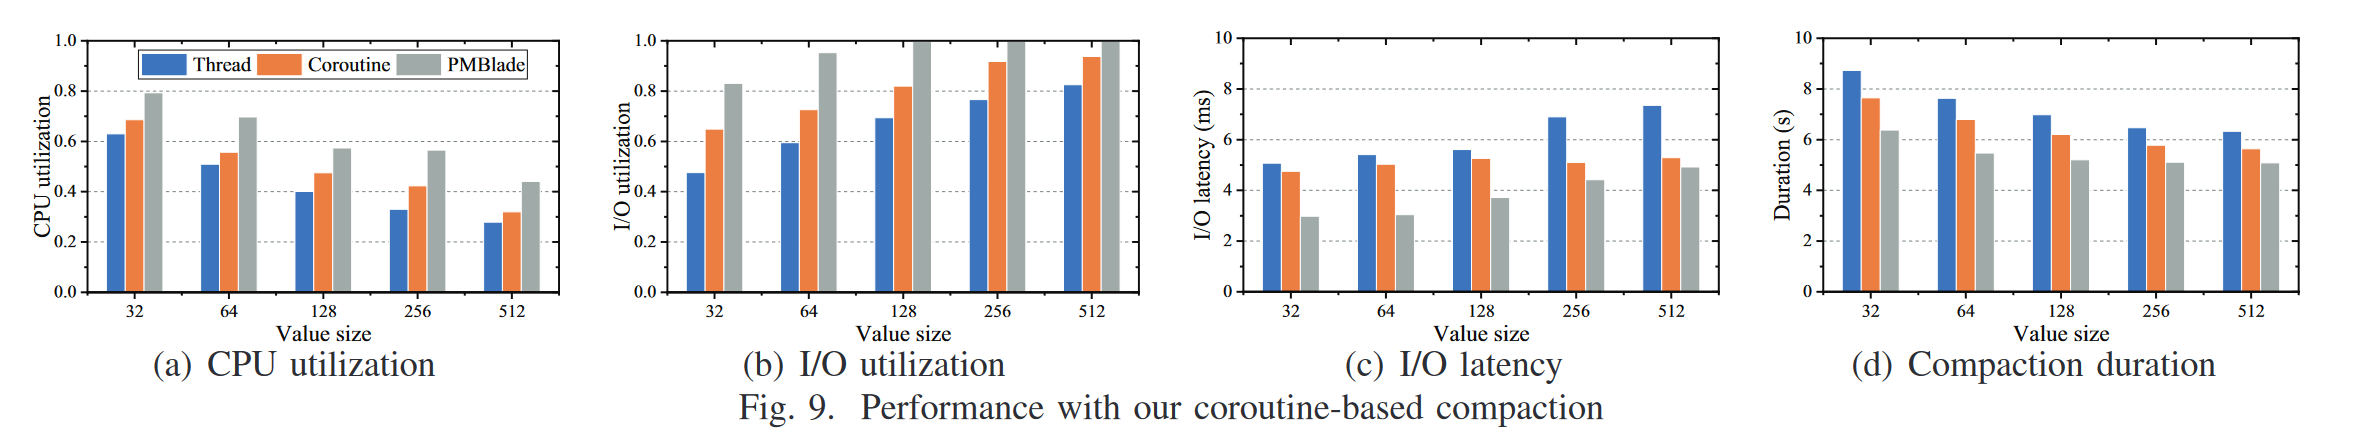 1.0
0.8
0.6
0.4
0.2
0.0
CPU utilization
Thread Coroutine PMBlade
32 64 128 256 512
Value size
(a) CPU utilization
1.0
0.8
0.6
0.4
0.2
0.0
I/O utilization
32 64 128 256 512
Value size
(b) I/O utilization
10
8
6
4
2
0
I/O latency (ms)
32 64 128 256 512
Value size
(c) I/O latency
10
8
6
4
2
0
Duration (s)
32 64 128 256 512
Value size
(d) Compaction duration
Fig. 9. Performance with our coroutine-based compaction